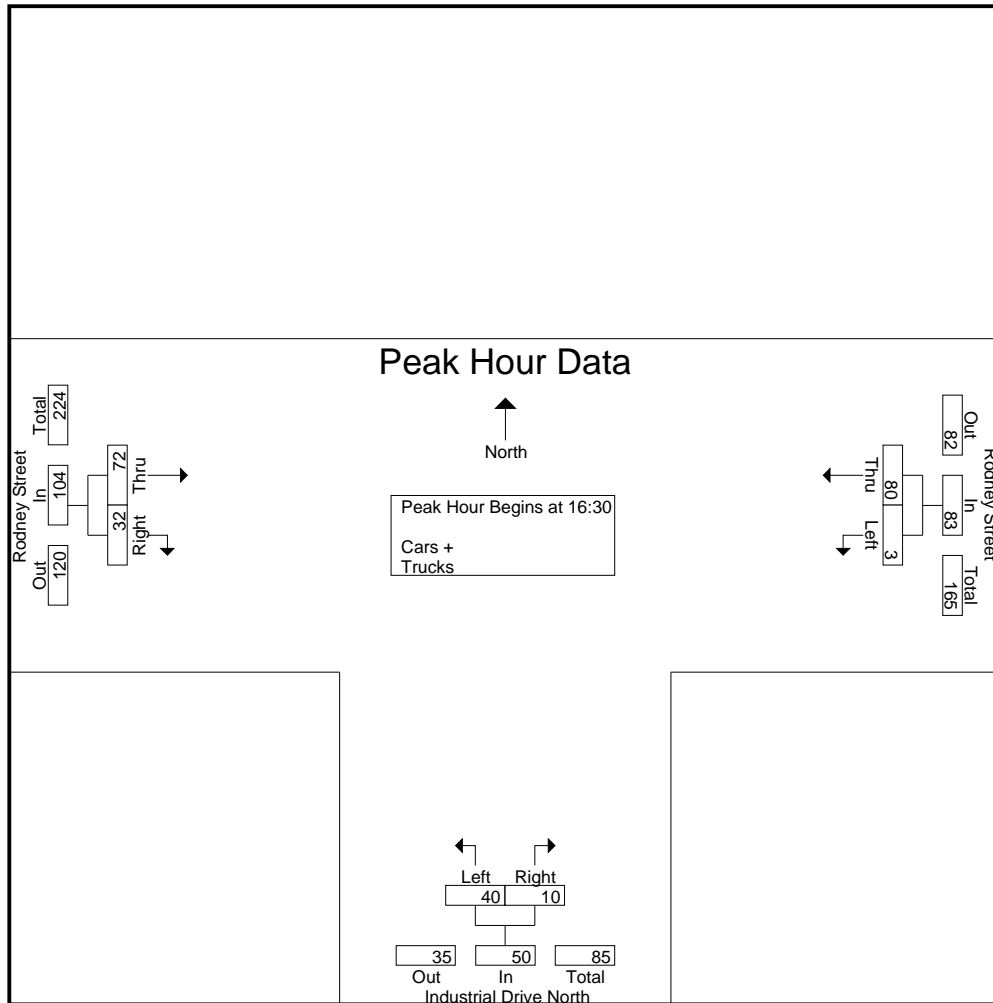 Peak Hour Data
North
Peak Hour Begins at 16:30
Cars +
Trucks
Rodney Street
Out
In
Total
120
104
224
Right
Thru
32
72
Rodney Street
Out
In
Total
82
83
165
Thru
Left
80
3
Left
Right
40
10
35
50
85
Out
In
Total
Industrial Drive North